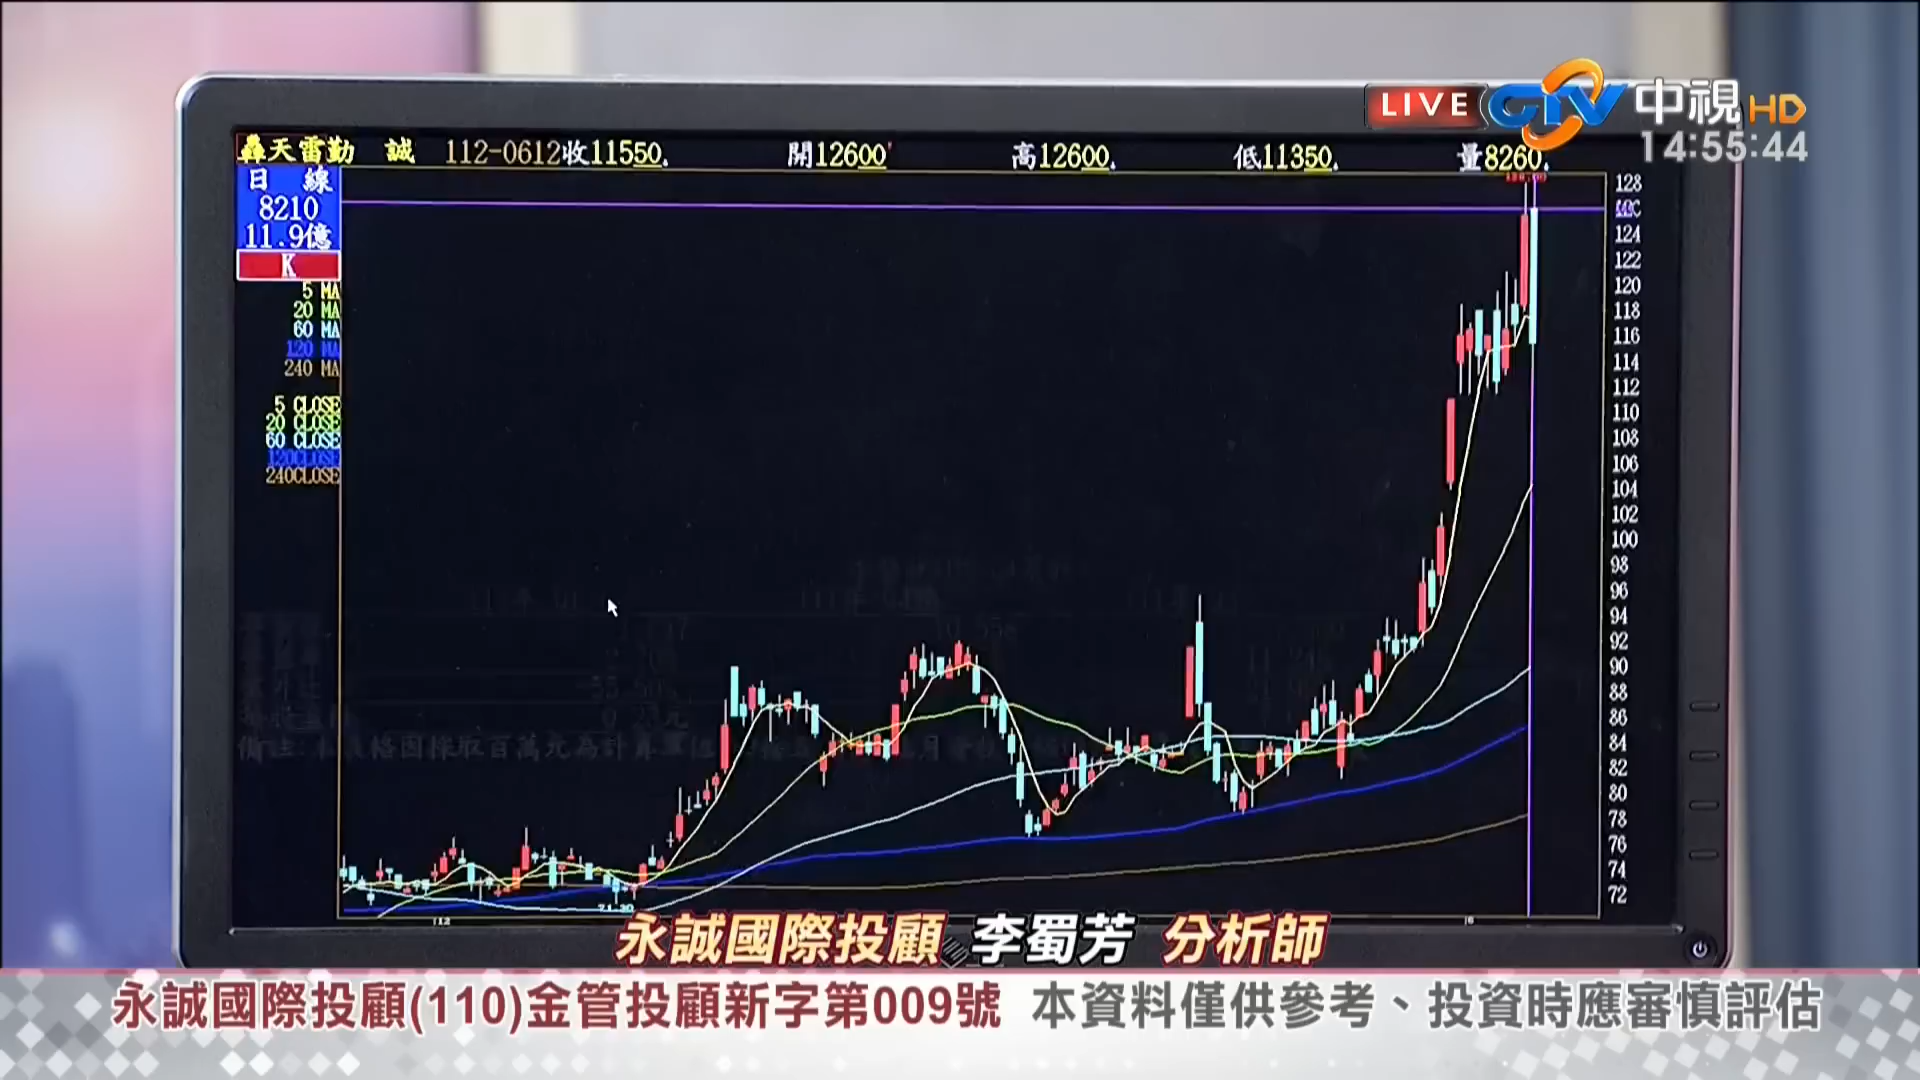 LIVE CTV 中視HD
14:55:44
轟天雷勤 誠 112-0612收11550. 開12600 高12600. 低11350. 量8260.
日 線
8210
11.9億
K
5 MA
20 MA
60 MA
120 MA
240 MA
5 CLOSE
20 CLOSE
60 CLOSE
120CLOSE
240CLOSE
128
124
122
120
118
116
114
112
110
108
106
104
102
100
98
96
94
92
90
88
86
84
82
80
78
76
74
72
71.30
12
6
永誠國際投顧 李蜀芳 分析師
永誠國際投顧(110)金管投顧新字第009號 本資料僅供參考、投資時應審慎評估